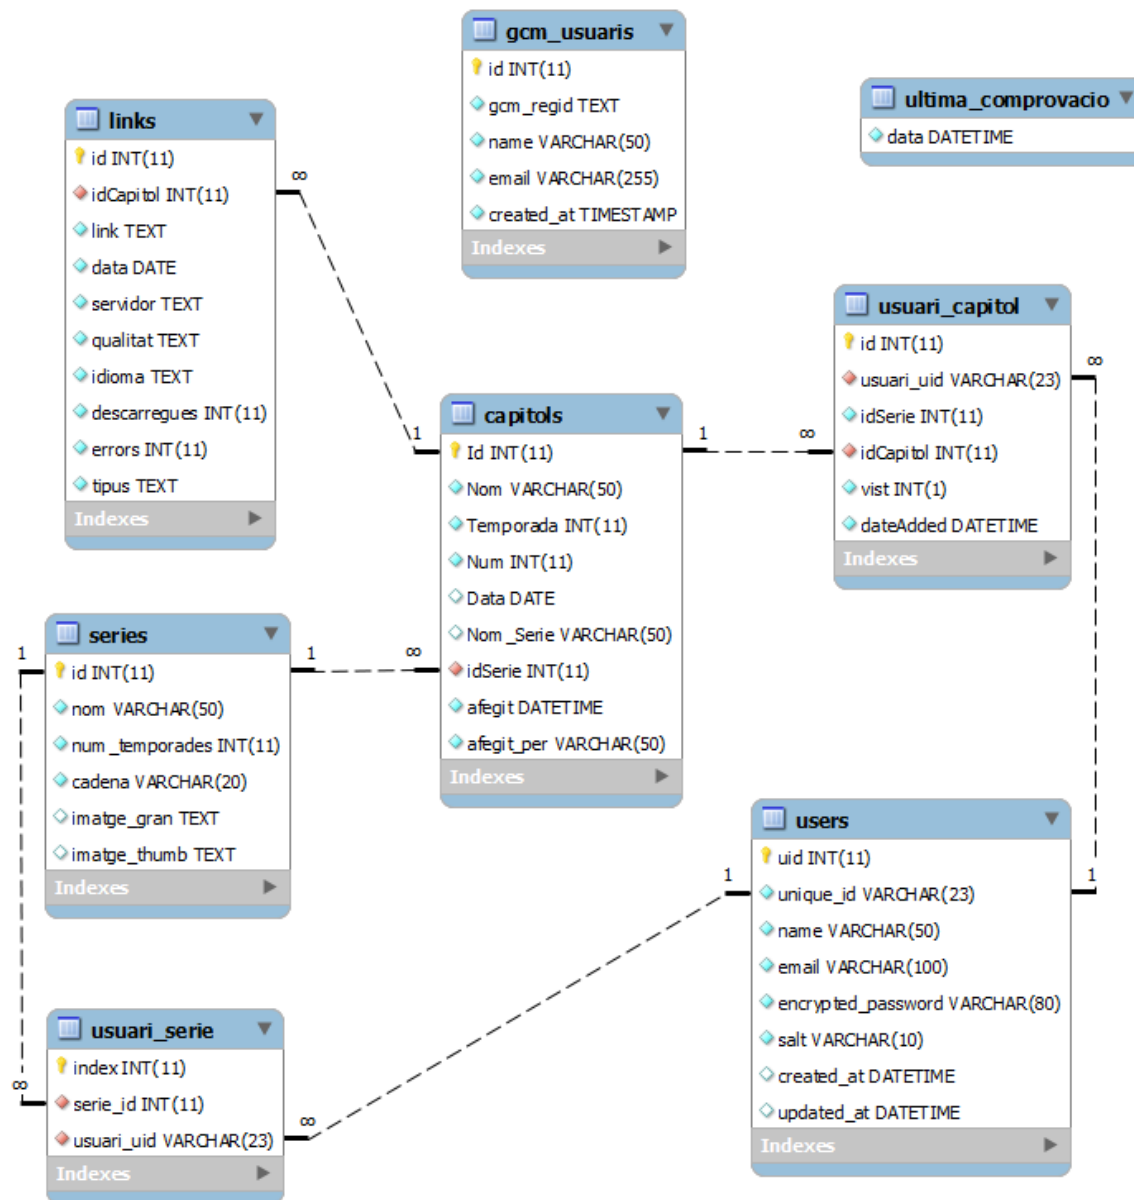 gcm_usuaris
id INT(11)
gcm_regid TEXT
name VARCHAR(50)
email VARCHAR(255)
created_at TIMESTAMP
Indexes
ultima_comprovacio
data DATETIME
links
id INT(11)
idCapitol INT(11)
link TEXT
data DATE
servidor TEXT
qualitat TEXT
idioma TEXT
descarregues INT(11)
errors INT(11)
tipus TEXT
Indexes
∞
1
capitols
Id INT(11)
Nom VARCHAR(50)
Temporada INT(11)
Num INT(11)
Data DATE
Nom_Serie VARCHAR(50)
idSerie INT(11)
afegit DATETIME
afegit_per VARCHAR(50)
Indexes
1
∞
usuari_capitol
id INT(11)
usuari_uid VARCHAR(23)
idSerie INT(11)
idCapitol INT(11)
vist INT(1)
dateAdded DATETIME
Indexes
∞
1
series
id INT(11)
nom VARCHAR(50)
num_temporades INT(11)
cadena VARCHAR(20)
imatge_gran TEXT
imatge_thumb TEXT
Indexes
1
∞
1
∞
usuari_serie
index INT(11)
serie_id INT(11)
usuari_uid VARCHAR(23)
Indexes
∞
1
users
uid INT(11)
unique_id VARCHAR(23)
name VARCHAR(50)
email VARCHAR(100)
encrypted_password VARCHAR(80)
salt VARCHAR(10)
created_at DATETIME
updated_at DATETIME
Indexes